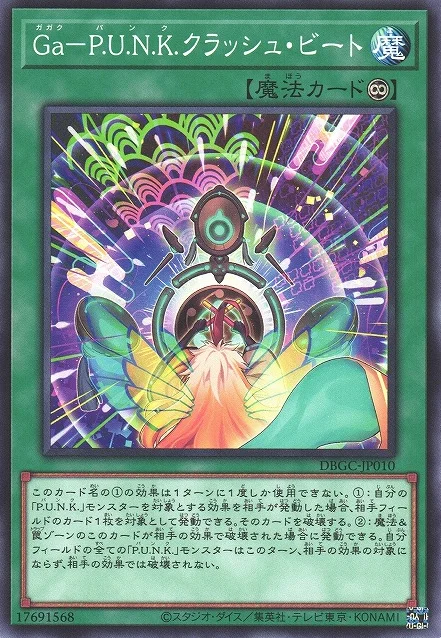 ガガク パンク
Ga－P.U.N.K.クラッシュ・ビート 魔
【魔法カード∞】
DBGC-JP010
このカード名の①の効果は１ターンに１度しか使用できない。①：自分の
「P.U.N.K.」モンスターを対象とする効果を相手が発動した場合、相手フィー
ルドのカード１枚を対象として発動できる。そのカードを破壊する。②：魔法＆
罠ゾーンのこのカードが相手の効果で破壊された場合に発動できる。自分
フィールドの全ての「P.U.N.K.」モンスターはこのターン、相手の効果の対象に
ならず、相手の効果では破壊されない。
17691568 ©スタジオ・ダイス／集英社・テレビ東京・KONAMI